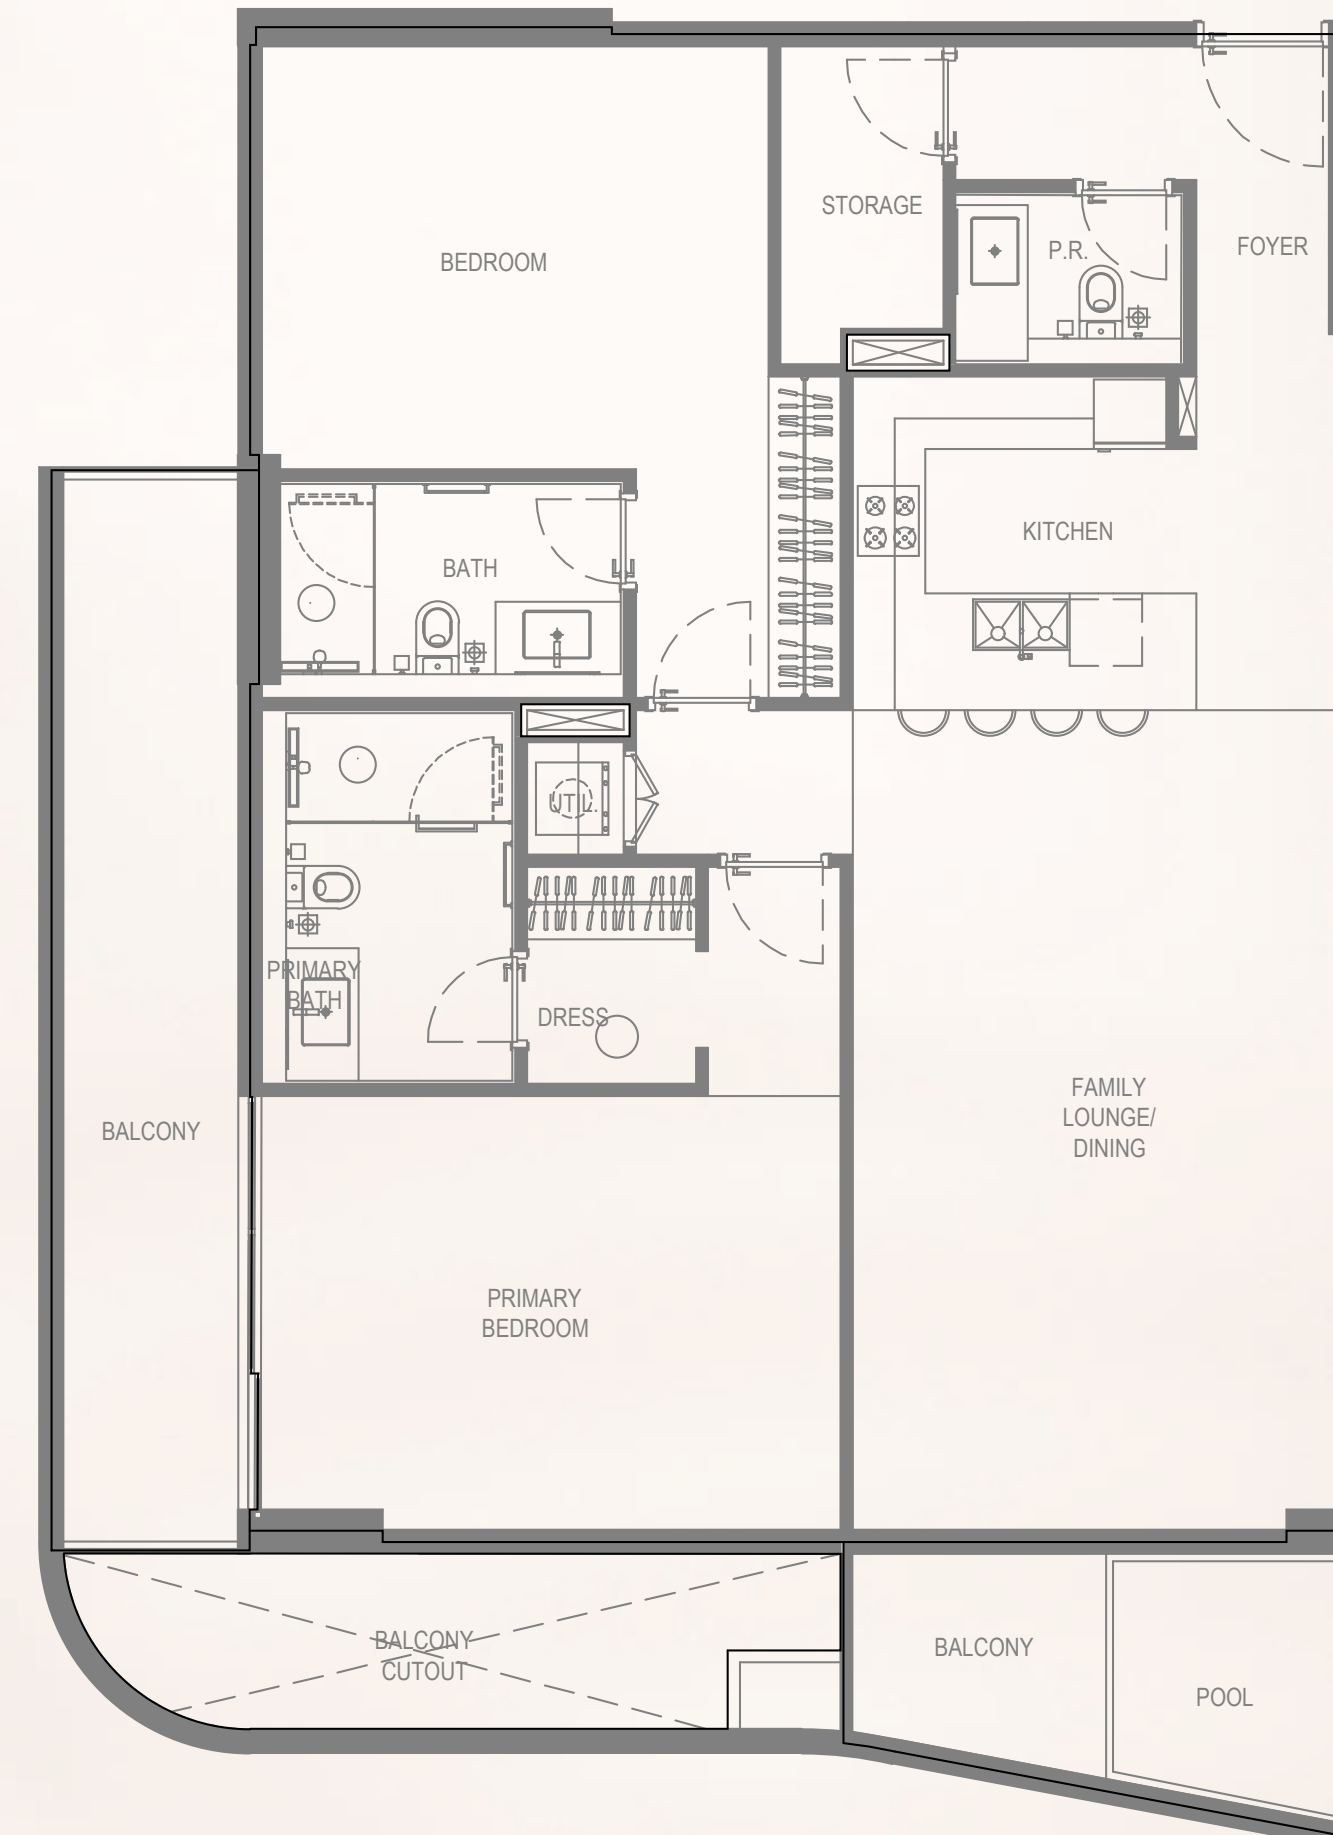 STORAGE
P.R.
FOYER
BEDROOM
KITCHEN
BATH
UTIL.
PRIMARY
BATH
DRESS
FAMILY
LOUNGE/
DINING
BALCONY
PRIMARY
BEDROOM
BALCONY
CUTOUT
BALCONY
POOL